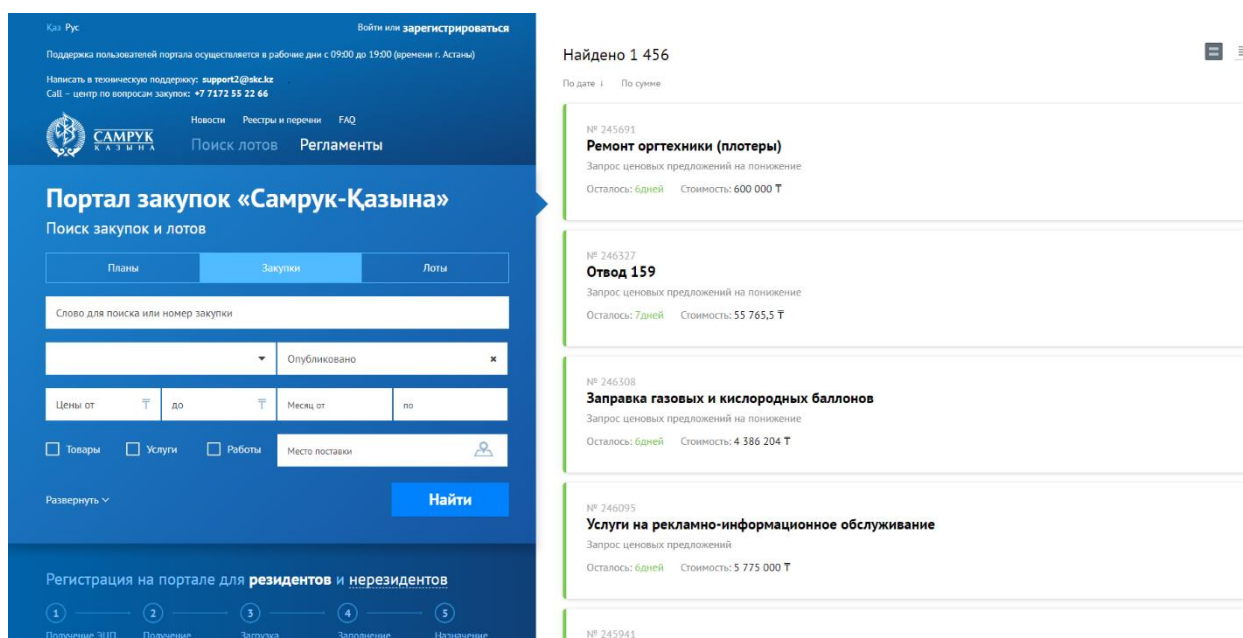 Қаз Рус
Войти или зарегистрироваться
Поддержка пользователей портала осуществляется в рабочие дни с 09:00 до 19:00 (времени г. Астаны)
Написать в техническую поддержку: support2@skc.kz
Call – центр по вопросам закупок: +7 7172 55 22 66
Новости Реестры и перечни FAQ
САМРУК
ҚАЗЫНА
Поиск лотов Регламенты
Портал закупок «Самрук-Қазына»
Поиск закупок и лотов
Планы Закупки Лоты
Слово для поиска или номер закупки
Опубликовано
Цены от ₸ до ₸ Месяц от по
Товары Услуги Работы Место поставки
Развернуть Найти
Регистрация на портале для резидентов и нерезидентов
1 2 3 4 5
Получение ЭЦП Получение Загрузка Заполнение Назначение
Найдено 1 456
По дате ↓ По сумме
№ 245691
Ремонт оргтехники (плотеры)
Запрос ценовых предложений на понижение
Осталось: 6дней Стоимость: 600 000 ₸
№ 246327
Отвод 159
Запрос ценовых предложений на понижение
Осталось: 7дней Стоимость: 55 765,5 ₸
№ 246308
Заправка газовых и кислородных баллонов
Запрос ценовых предложений на понижение
Осталось: 6дней Стоимость: 4 386 204 ₸
№ 246095
Услуги на рекламно-информационное обслуживание
Запрос ценовых предложений
Осталось: 6дней Стоимость: 5 775 000 ₸
№ 245941